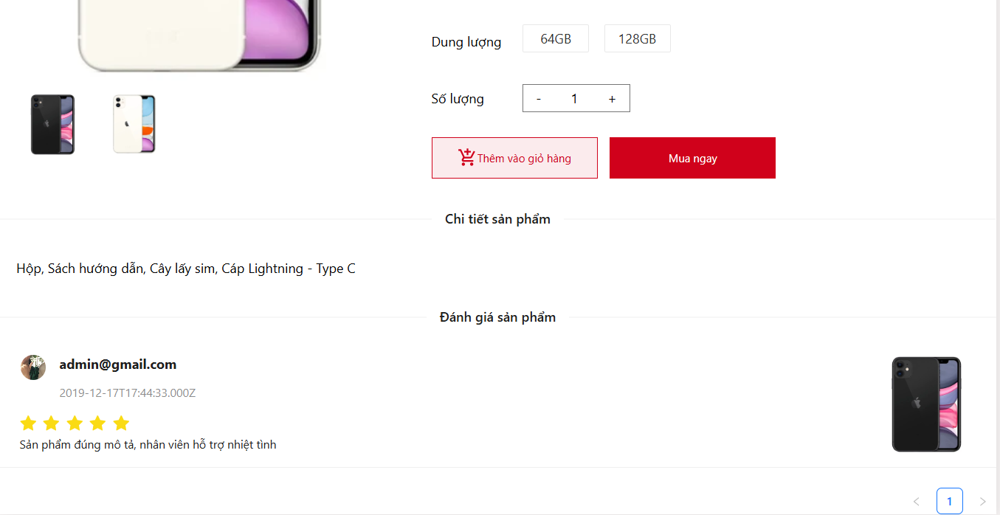 Dung lượng 64GB 128GB
Số lượng - 1 +
Thêm vào giỏ hàng Mua ngay
Chi tiết sản phẩm
Hộp, Sách hướng dẫn, Cây lấy sim, Cáp Lightning - Type C
Đánh giá sản phẩm
admin@gmail.com
2019-12-17T17:44:33.000Z
Sản phẩm đúng mô tả, nhân viên hỗ trợ nhiệt tình
< 1 >